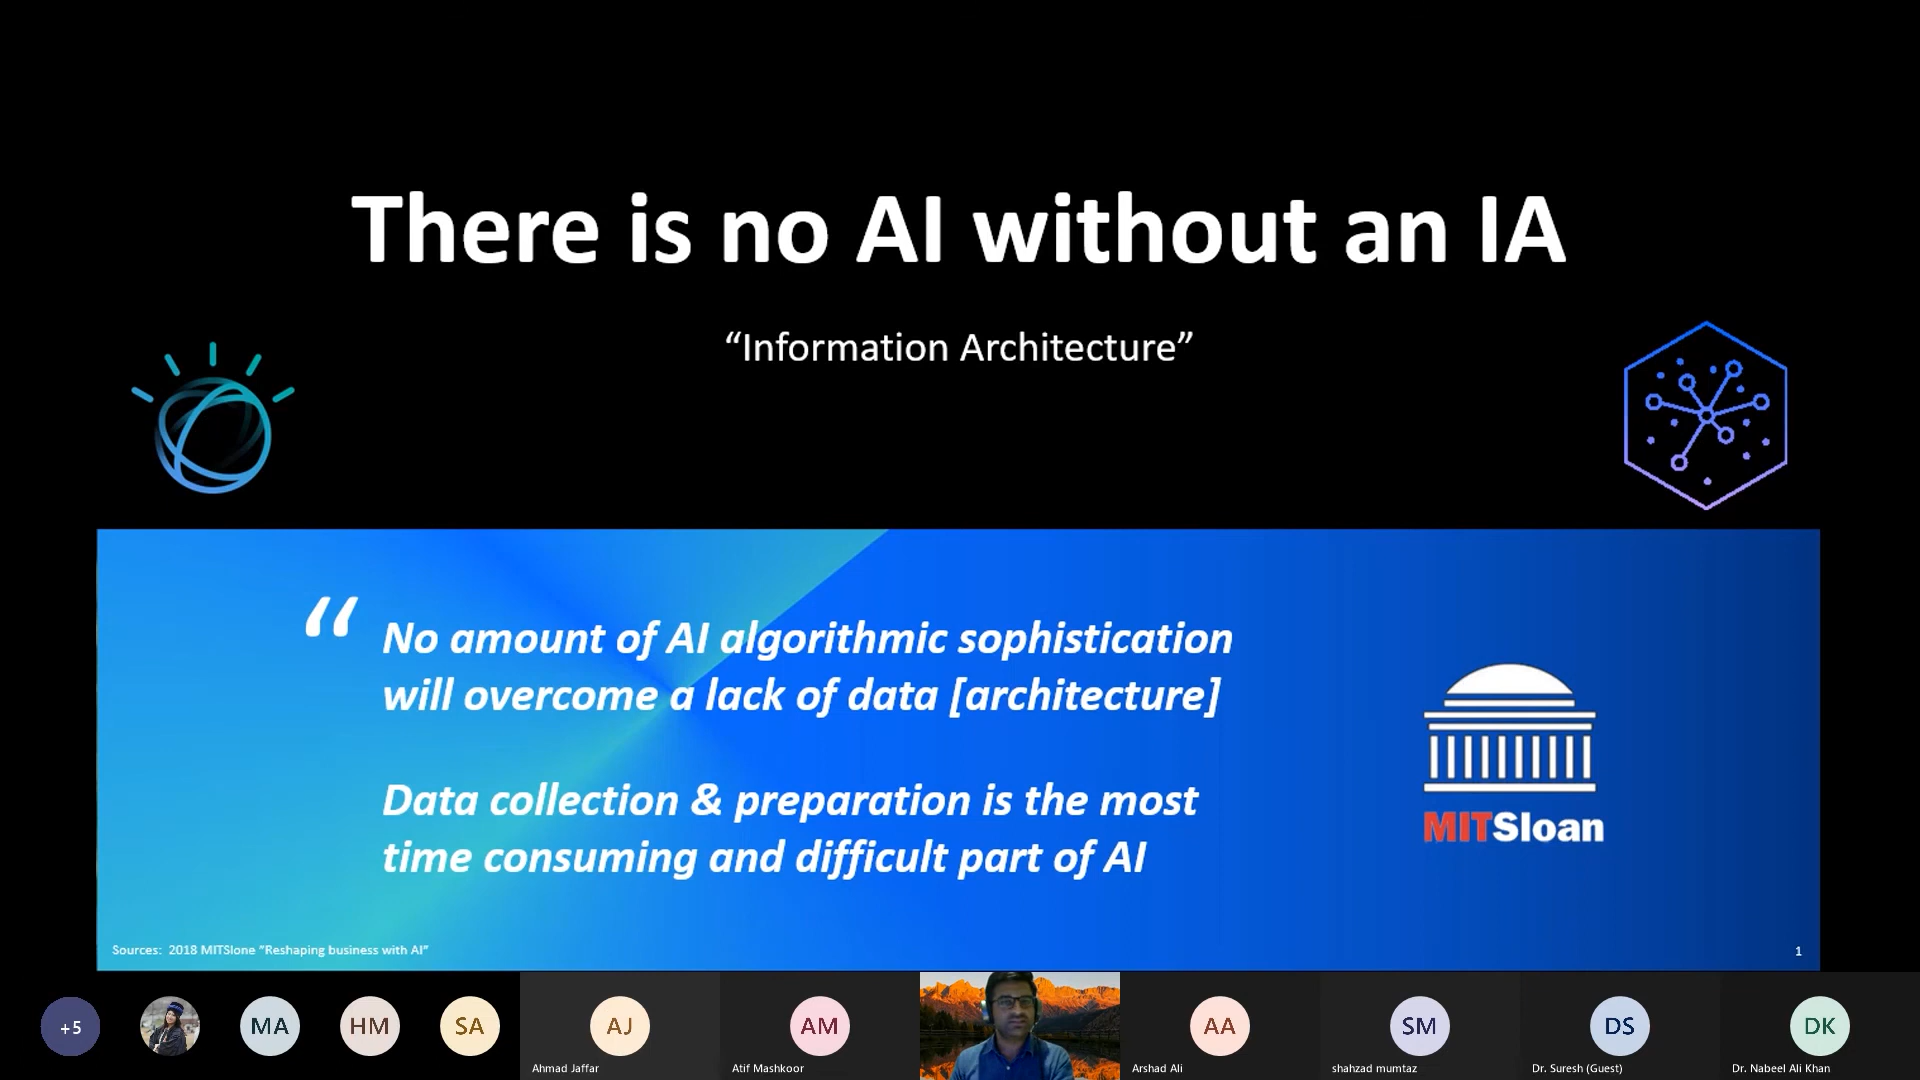 There is no AI without an IA
“Information Architecture”
“ No amount of AI algorithmic sophistication
will overcome a lack of data [architecture]
Data collection & preparation is the most
time consuming and difficult part of AI
MITSloan
Sources: 2018 MITSlone “Reshaping business with AI”
1
+5
MA
HM
SA
AJ
Ahmad Jaffar
AM
Atif Mashkoor
AA
Arshad Ali
SM
shahzad mumtaz
DS
Dr. Suresh (Guest)
DK
Dr. Nabeel Ali Khan